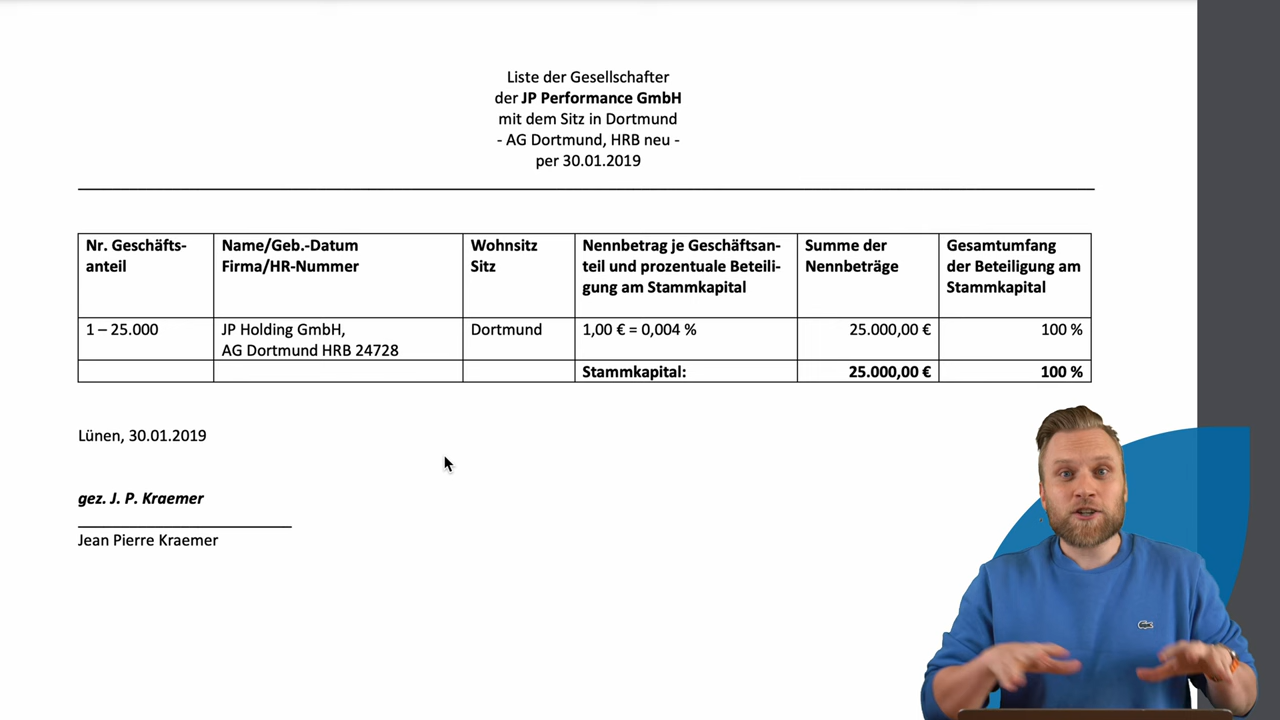 Liste der Gesellschafter
der JP Performance GmbH
mit dem Sitz in Dortmund
- AG Dortmund, HRB neu -
per 30.01.2019
Nr. Geschäfts-
anteil
Name/Geb.-Datum
Firma/HR-Nummer
Wohnsitz
Sitz
Nennbetrag je Geschäftsan-
teil und prozentuale Beteili-
gung am Stammkapital
Summe der
Nennbeträge
Gesamtumfang
der Beteiligung am
Stammkapital
1 – 25.000
JP Holding GmbH,
AG Dortmund HRB 24728
Dortmund
1,00 € = 0,004 %
25.000,00 €
100 %
Stammkapital:
25.000,00 €
100 %
Lünen, 30.01.2019
gez. J. P. Kraemer
Jean Pierre Kraemer